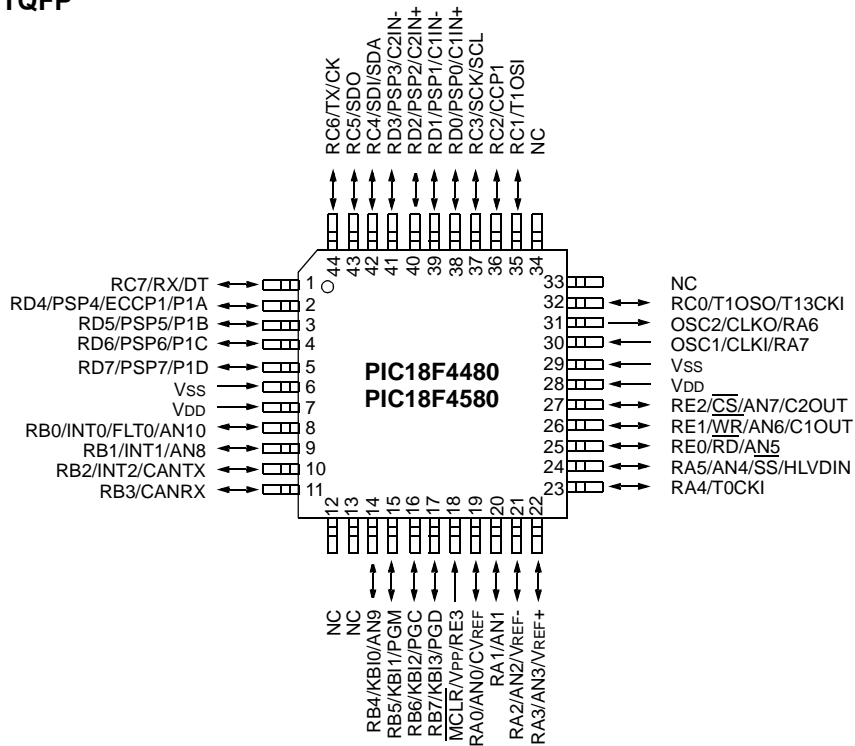 TQFP
RC6/TX/CK
RC5/SDO
RC4/SDI/SDA
RD3/PSP3/C2IN-
RD2/PSP2/C2IN+
RD1/PSP1/C1IN-
RD0/PSP0/C1IN+
RC3/SCK/SCL
RC2/CCP1
RC1/T1OSI
NC
44 43 42 41 40 39 38 37 36 35 34
RC7/RX/DT 1
RD4/PSP4/ECCP1/P1A 2
RD5/PSP5/P1B 3
RD6/PSP6/P1C 4
RD7/PSP7/P1D 5
VSS 6
VDD 7
RB0/INT0/FLT0/AN10 8
RB1/INT1/AN8 9
RB2/INT2/CANTX 10
RB3/CANRX 11
PIC18F4480
PIC18F4580
33 NC
32 RC0/T1OSO/T13CKI
31 OSC2/CLKO/RA6
30 OSC1/CLKI/RA7
29 VSS
28 VDD
27 RE2/CS/AN7/C2OUT
26 RE1/WR/AN6/C1OUT
25 RE0/RD/AN5
24 RA5/AN4/SS/HLVDIN
23 RA4/T0CKI
12 13 14 15 16 17 18 19 20 21 22
NC
NC
RB4/KBI0/AN9
RB5/KBI1/PGM
RB6/KBI2/PGC
RB7/KBI3/PGD
MCLR/VPP/RE3
RA0/AN0/CVREF
RA1/AN1
RA2/AN2/VREF-
RA3/AN3/VREF+